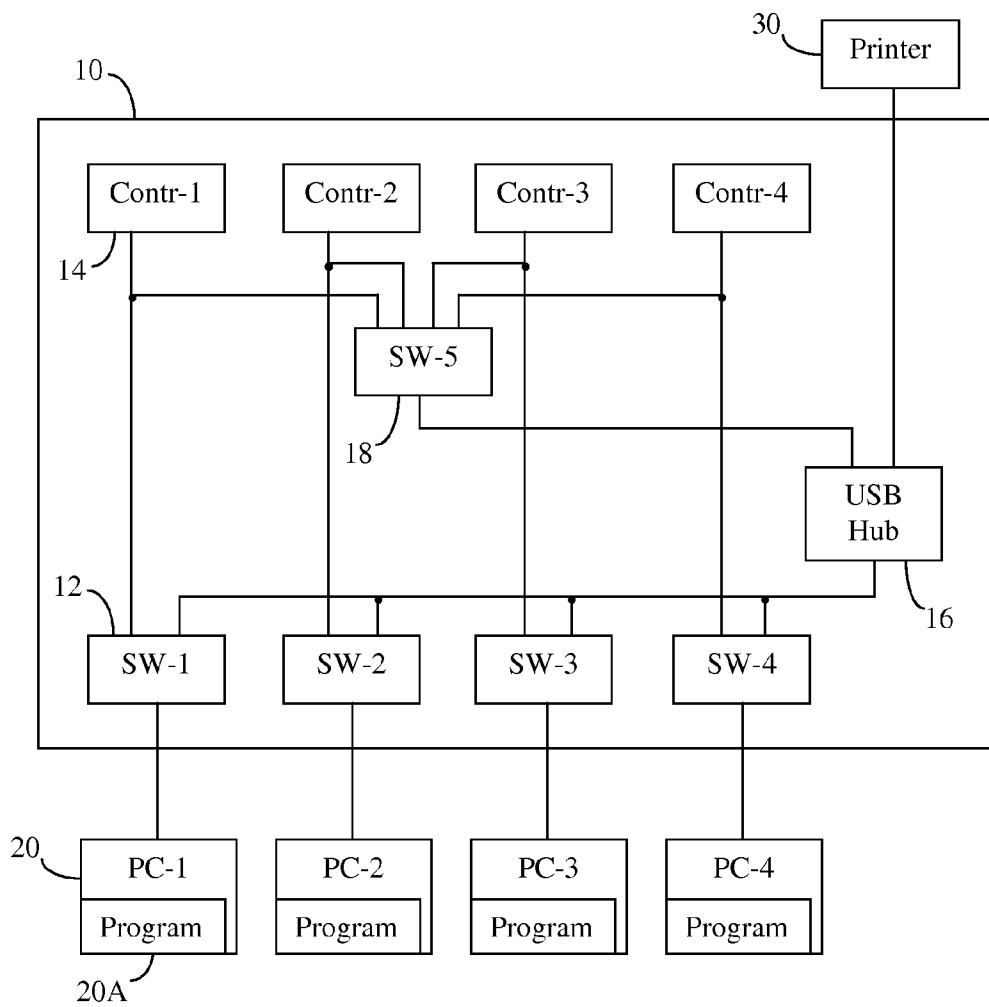 30
Printer
10
Contr-1
Contr-2
Contr-3
Contr-4
14
SW-5
18
USB
Hub
12
16
SW-1
SW-2
SW-3
SW-4
20
PC-1
PC-2
PC-3
PC-4
Program
Program
Program
Program
20A